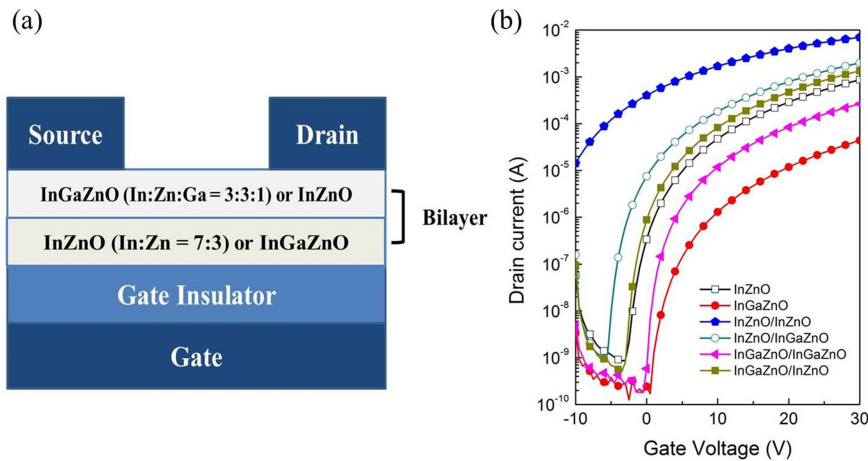 (a)
Source
Drain
InGaZnO (In:Zn:Ga = 3:3:1) or InZnO
InZnO (In:Zn = 7:3) or InGaZnO
Bilayer
Gate Insulator
Gate
(b)
Drain current (A)
10⁻²
10⁻³
10⁻⁴
10⁻⁵
10⁻⁶
10⁻⁷
10⁻⁸
10⁻⁹
10⁻¹⁰
InZnO
InGaZnO
InZnO/InZnO
InZnO/InGaZnO
InGaZnO/InGaZnO
InGaZnO/InZnO
-10 0 10 20 30
Gate Voltage (V)